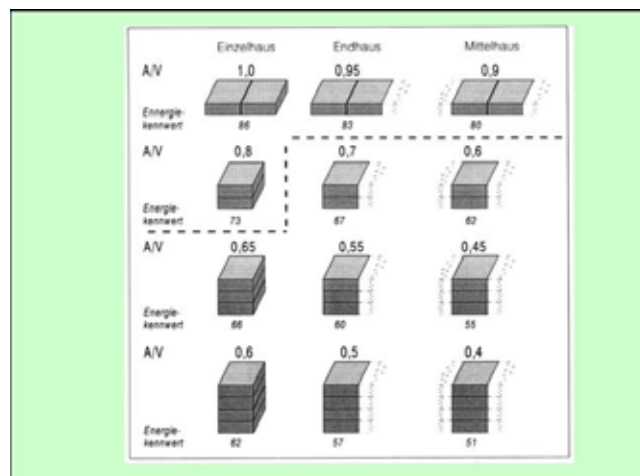 Einzelhaus Endhaus Mittelhaus
A/V 1,0 0,95 0,9
Ennergie-
kennwert 86 83 80
A/V 0,8 0,7 0,6
Energie-
kennwert 73 67 62
A/V 0,65 0,55 0,45
Energie-
kennwert 66 60 55
A/V 0,6 0,5 0,4
Energie-
kennwert 62 57 51